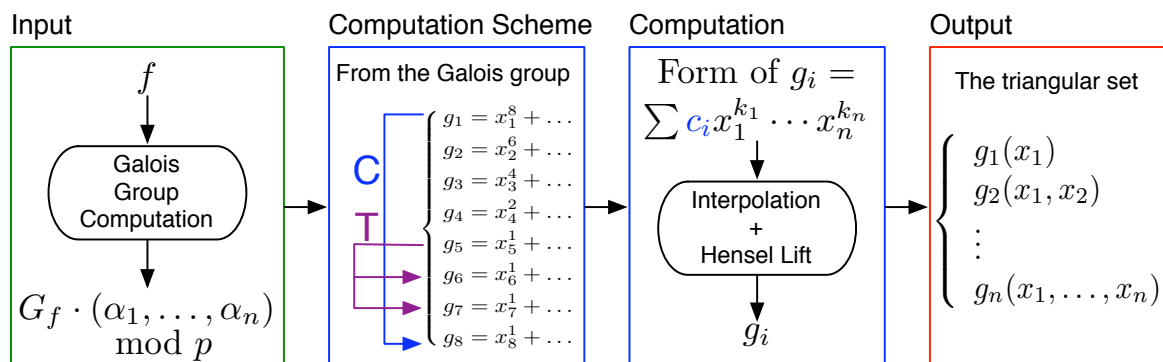 Input
f
Galois
Group
Computation
G_f · (α_1, …, α_n)
mod p
Computation Scheme
From the Galois group
C
T
g_1 = x_1^8 + …
g_2 = x_2^6 + …
g_3 = x_3^4 + …
g_4 = x_4^2 + …
g_5 = x_5^1 + …
g_6 = x_6^1 + …
g_7 = x_7^1 + …
g_8 = x_8^1 + …
Computation
Form of g_i =
∑ c_i x_1^{k_1} ⋯ x_n^{k_n}
Interpolation
+
Hensel Lift
g_i
Output
The triangular set
g_1(x_1)
g_2(x_1, x_2)
⋮
g_n(x_1, …, x_n)